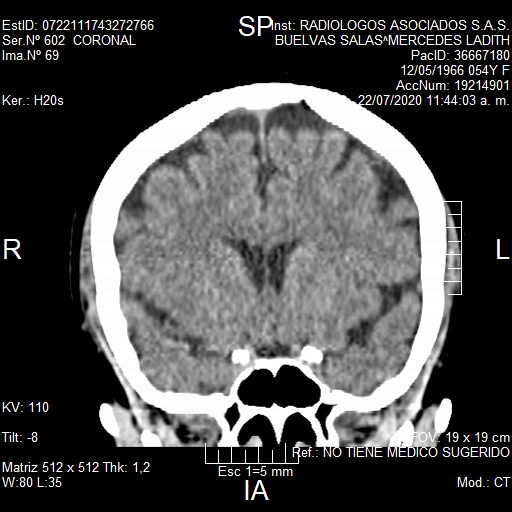 EstID: 0722111743272766
Ser.Nº 602 CORONAL
Ima.Nº 69
Ker.: H20s
SP
Inst: RADIOLOGOS ASOCIADOS S.A.S.
BUELVAS SALAS^MERCEDES LADITH
PacID: 36667180
12/05/1966 054Y F
AccNum: 19214901
22/07/2020 11:44:03 a. m.
R
L
KV: 110
Tilt: -8
Matriz 512 x 512 Thk: 1,2
W:80 L:35
Esc 1=5 mm
IA
FOV: 19 x 19 cm
Ref.: NO TIENE MEDICO SUGERIDO
Mod.: CT